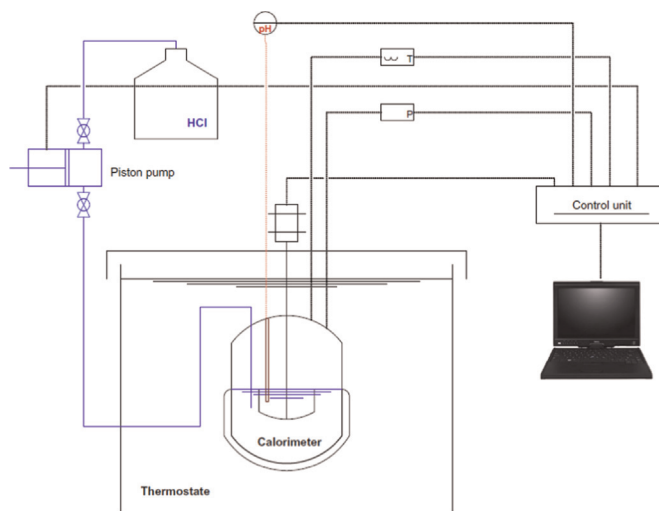 pH
T
HCl
P
Piston pump
Control unit
Calorimeter
Thermostate